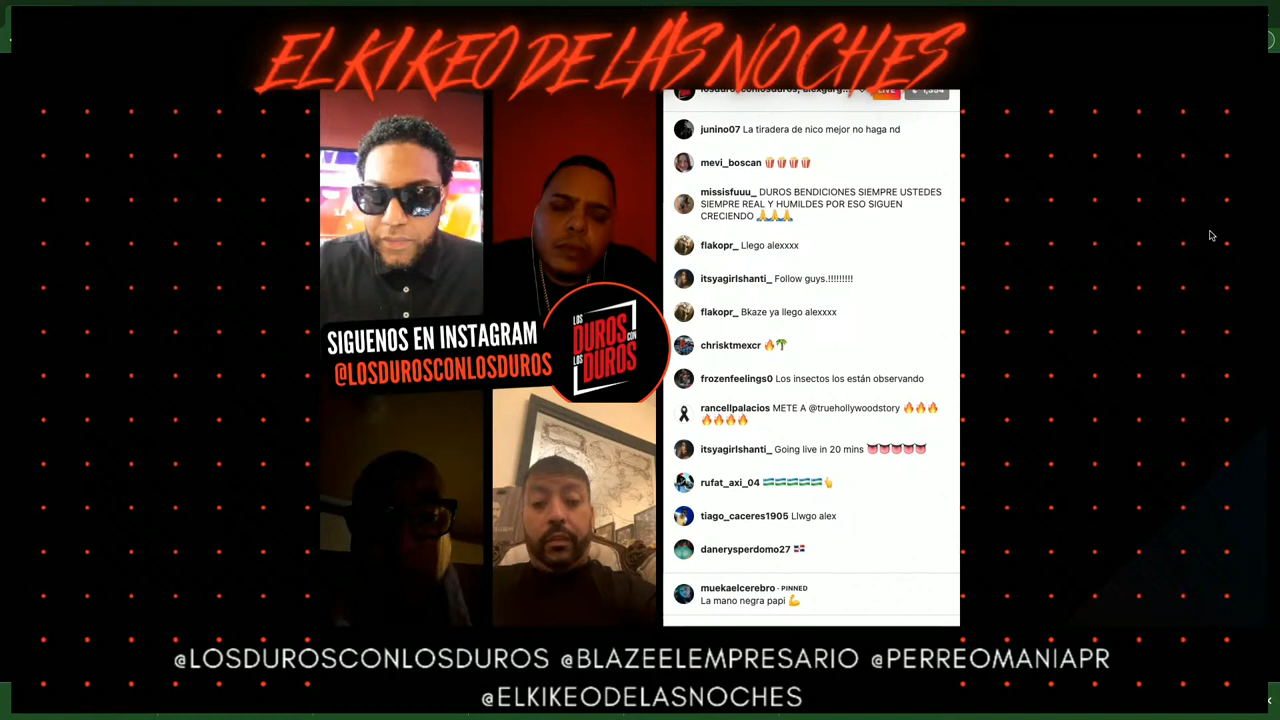 EL KIKEO DE LAS NOCHES
LIVE
junino07 La tiradera de nico mejor no haga nd
mevi_boscan 🍿🍿🍿🍿
missisfuuu_ DUROS BENDICIONES SIEMPRE USTEDES
SIEMPRE REAL Y HUMILDES POR ESO SIGUEN
CRECIENDO 🙏🙏🙏
flakopr_ Llego alexxxx
itsyagirlshanti_ Follow guys.!!!!!!!!!
flakopr_ Bkaze ya llego alexxxx
chrisktmexcr 🔥🌴
frozenfeelings0 Los insectos los están observando
rancellpalacios METE A @truehollywoodstory 🔥🔥🔥
🔥🔥🔥🔥
itsyagirlshanti_ Going live in 20 mins 👅👅👅👅👅
rufat_axi_04 🇺🇿🇺🇿🇺🇿🇺🇿🇺🇿👆
tiago_caceres1905 Llwgo alex
danerysperdomo27 🇩🇴
muekaelcerebro · PINNED
La mano negra papi 💪
SIGUENOS EN INSTAGRAM
@LOSDUROSCONLOSDUROS
LOS
DUROS
CON
LOS
DUROS
@LOSDUROSCONLOSDUROS @BLAZEELEMPRESARIO @PERREOMANIAPR
@ELKIKEODELASNOCHES